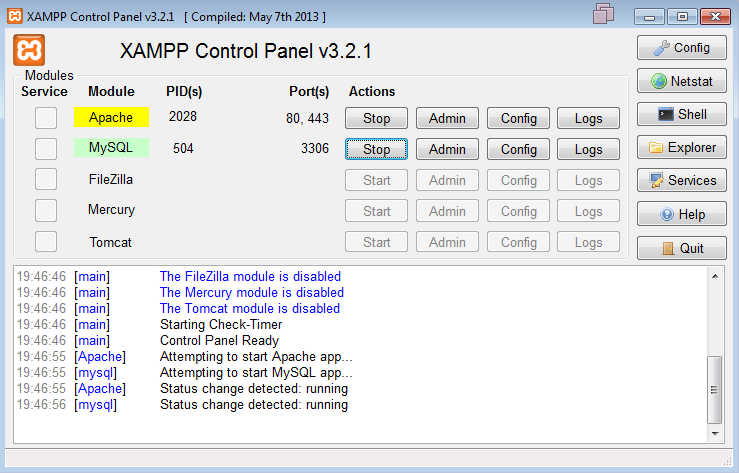 XAMPP Control Panel v3.2.1 [ Compiled: May 7th 2013 ]
XAMPP Control Panel v3.2.1
Config
Modules
Service Module PID(s) Port(s) Actions
Netstat
Apache 2028 80, 443 Stop Admin Config Logs
Shell
MySQL 504 3306 Stop Admin Config Logs
Explorer
FileZilla Start Admin Config Logs
Services
Mercury Start Admin Config Logs
Help
Tomcat Start Admin Config Logs
Quit
19:46:46 [main] The FileZilla module is disabled
19:46:46 [main] The Mercury module is disabled
19:46:46 [main] The Tomcat module is disabled
19:46:46 [main] Starting Check-Timer
19:46:46 [main] Control Panel Ready
19:46:55 [Apache] Attempting to start Apache app...
19:46:55 [mysql] Attempting to start MySQL app...
19:46:55 [Apache] Status change detected: running
19:46:56 [mysql] Status change detected: running